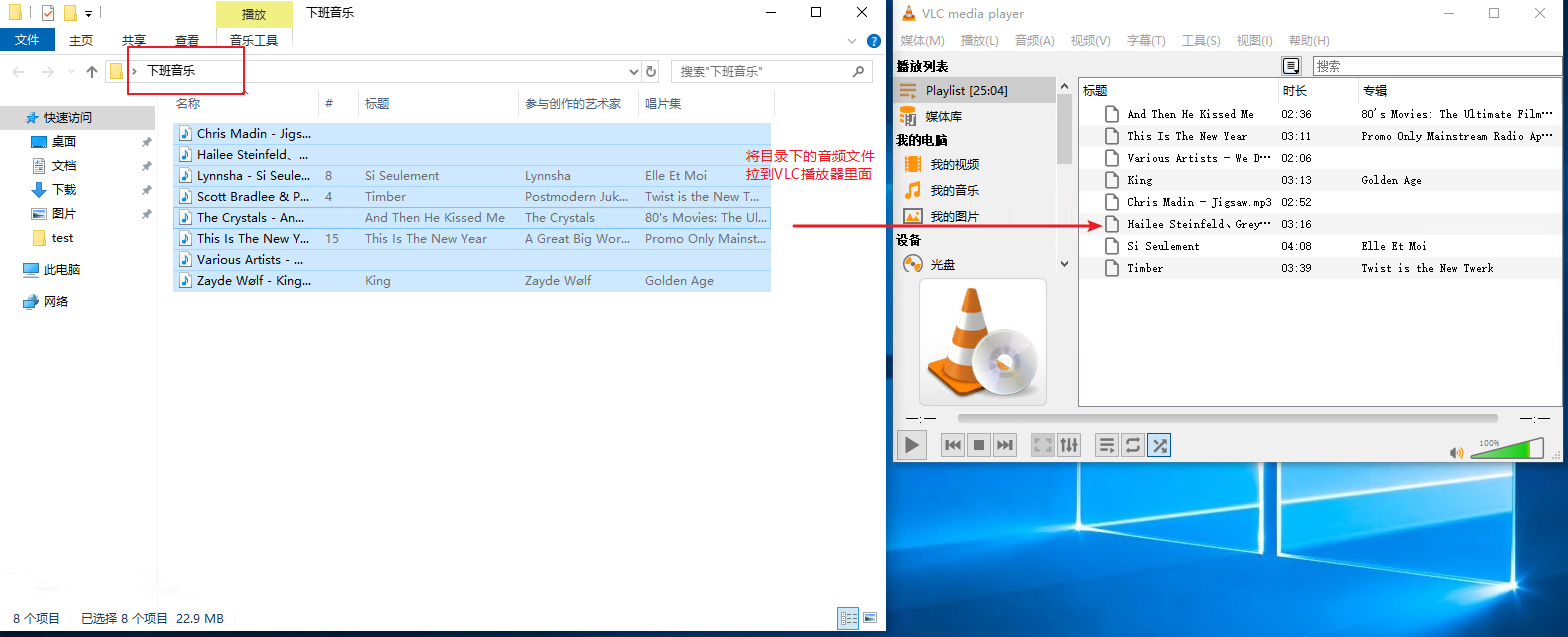 播放
下班音乐
文件
主页
共享
查看
音乐工具
下班音乐
搜索"下班音乐"
名称
#
标题
参与创作的艺术家
唱片集
快速访问
桌面
文档
下载
图片
test
此电脑
网络
Chris Madin - Jigs...
Hailee Steinfeld、...
Lynnsha - Si Seule... 8 Si Seulement Lynnsha Elle Et Moi
Scott Bradlee & P... 4 Timber Postmodern Juk... Twist is the New T...
The Crystals - An... And Then He Kissed Me The Crystals 80's Movies: The Ul...
This Is The New Y... 15 This Is The New Year A Great Big Wor... Promo Only Mainst...
Various Artists - ...
Zayde Wølf - King... King Zayde Wølf Golden Age
将目录下的音频文件
拉到VLC播放器里面
8 个项目
已选择 8 个项目 22.9 MB
VLC media player
媒体(M) 播放(L) 音频(A) 视频(V) 字幕(T) 工具(S) 视图(I) 帮助(H)
播放列表
搜索
Playlist [25:04]
媒体库
我的电脑
我的视频
我的音乐
我的图片
设备
光盘
标题 时长 专辑
And Then He Kissed Me 02:36 80's Movies: The Ultimate Film…
This Is The New Year 03:11 Promo Only Mainstream Radio Ap…
Various Artists - We D… 02:06
King 03:13 Golden Age
Chris Madin - Jigsaw.mp3 02:52
Hailee Steinfeld、Grey… 03:16
Si Seulement 04:08 Elle Et Moi
Timber 03:39 Twist is the New Twerk
--:--
--:--
100%